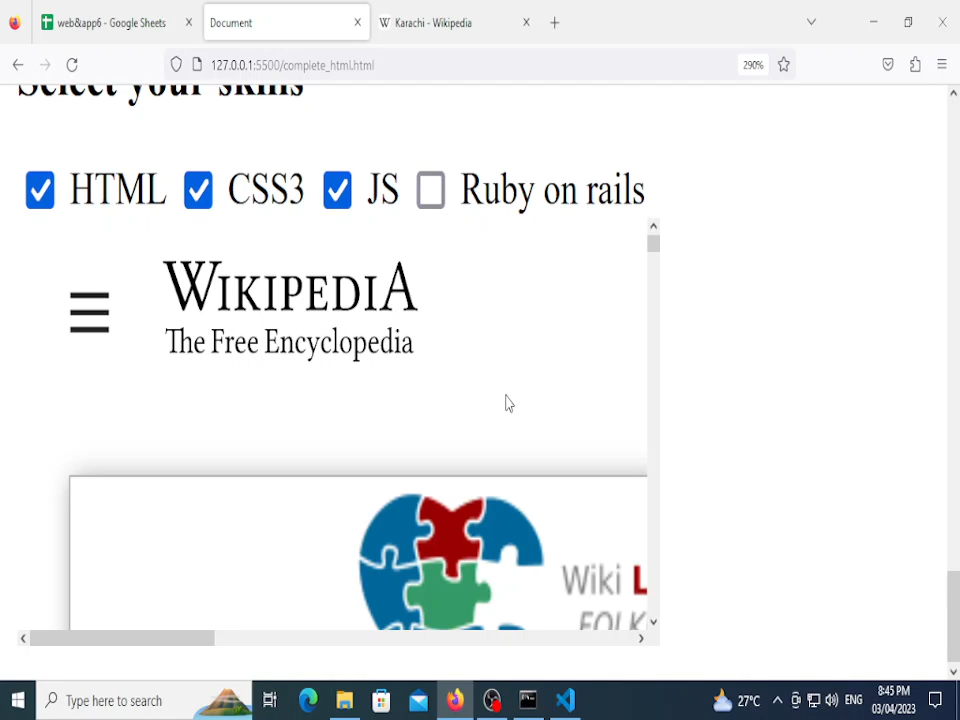 web&app6 - Google Sheets
Document
Karachi - Wikipedia
127.0.0.1:5500/complete_html.html
290%
Select your skills
HTML CSS3 JS Ruby on rails
WIKIPEDIA
The Free Encyclopedia
Wiki L
FOLK
Type here to search
27°C
ENG
8:45 PM
03/04/2023